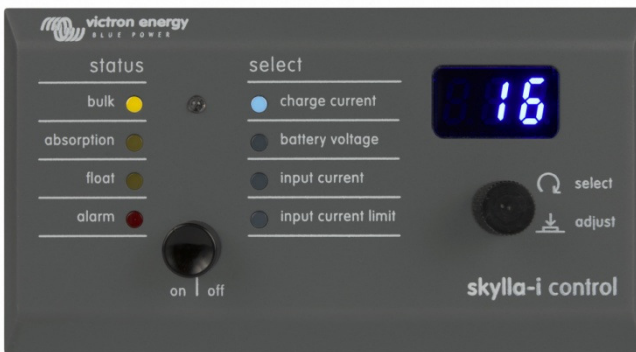 victron energy
BLUE POWER
status
select
bulk
charge current
absorption
battery voltage
float
input current
alarm
input current limit
on | off
16
select
adjust
skylla-i control